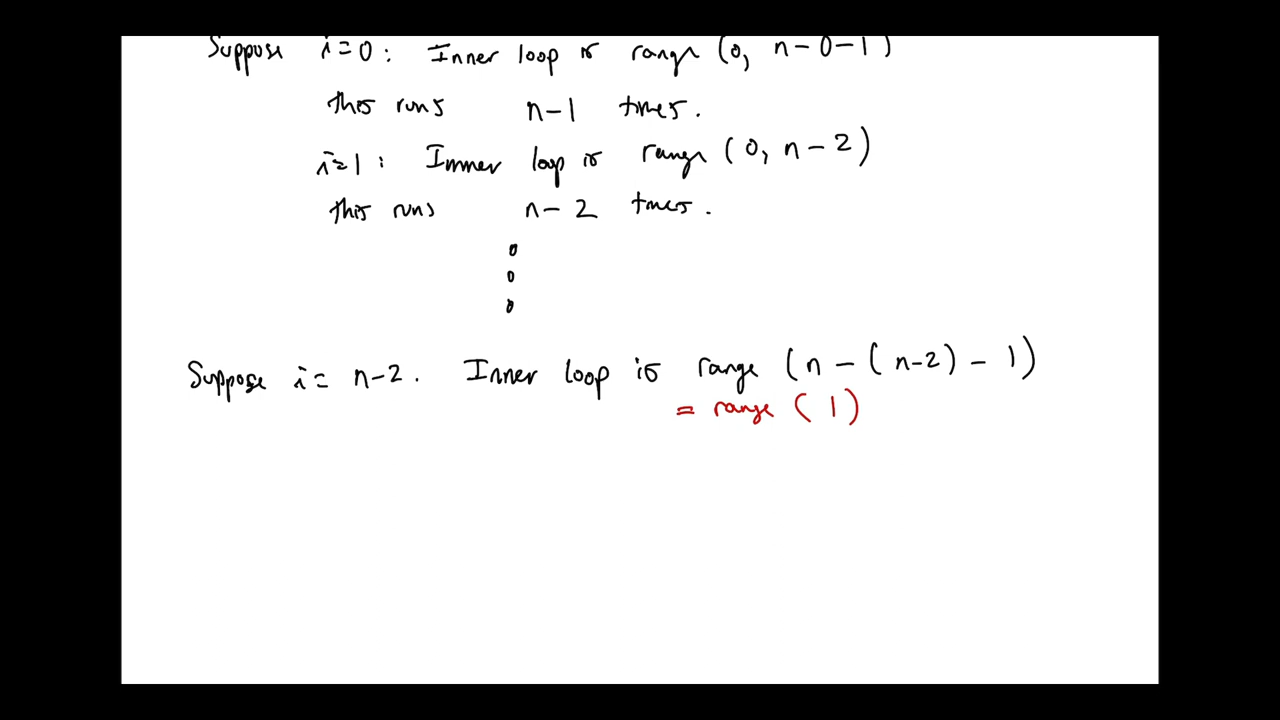 Suppose i=0: Inner loop is range (0, n-0-1)
this runs n-1 times.
i=1: Inner loop is range (0, n-2)
this runs n-2 times.
Suppose i= n-2. Inner loop is range (n-(n-2)-1)
= range (1)